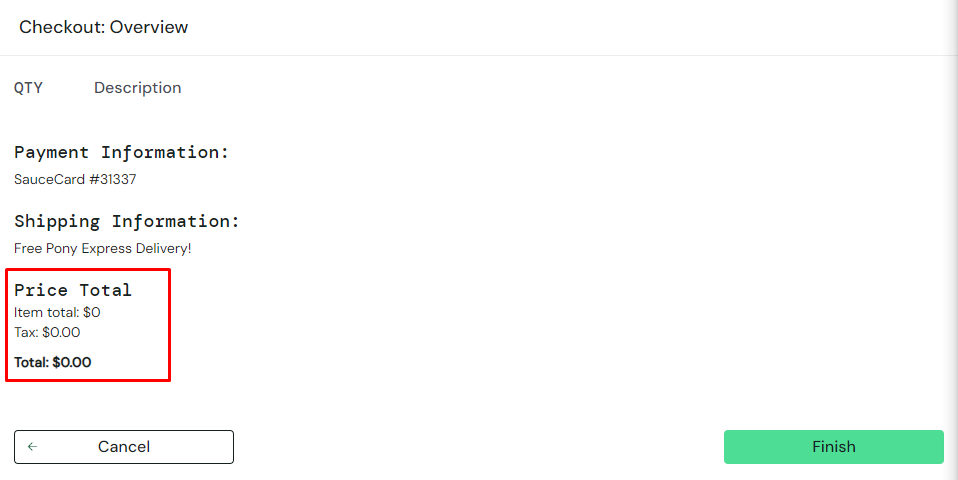 Checkout: Overview
QTY Description
Payment Information:
SauceCard #31337
Shipping Information:
Free Pony Express Delivery!
Price Total
Item total: $0
Tax: $0.00
Total: $0.00
Cancel Finish